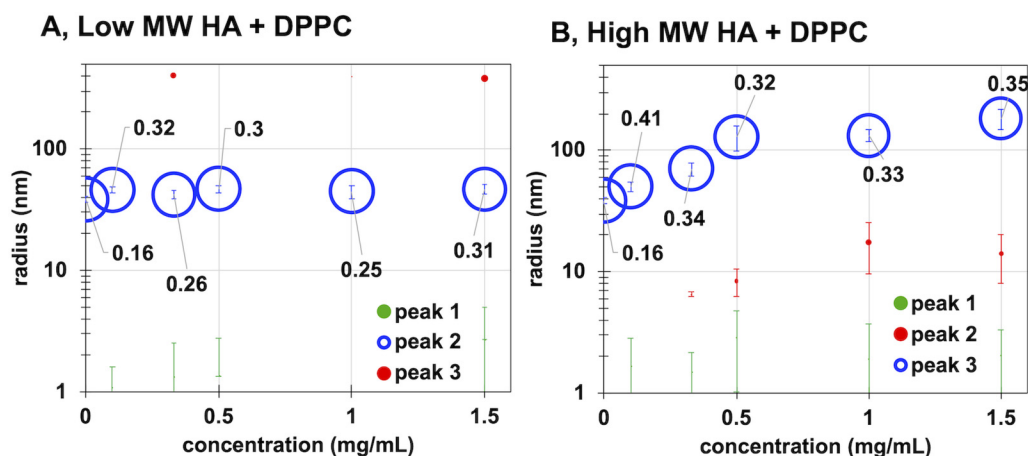 A, Low MW HA + DPPC
radius (nm)
100
10
1
0.32
0.3
0.16
0.26
0.25
0.31
peak 1
peak 2
peak 3
0
0.5
1
1.5
concentration (mg/mL)
B, High MW HA + DPPC
radius (nm)
100
10
1
0.41
0.32
0.35
0.16
0.34
0.33
peak 1
peak 2
peak 3
0
0.5
1
1.5
concentration (mg/mL)